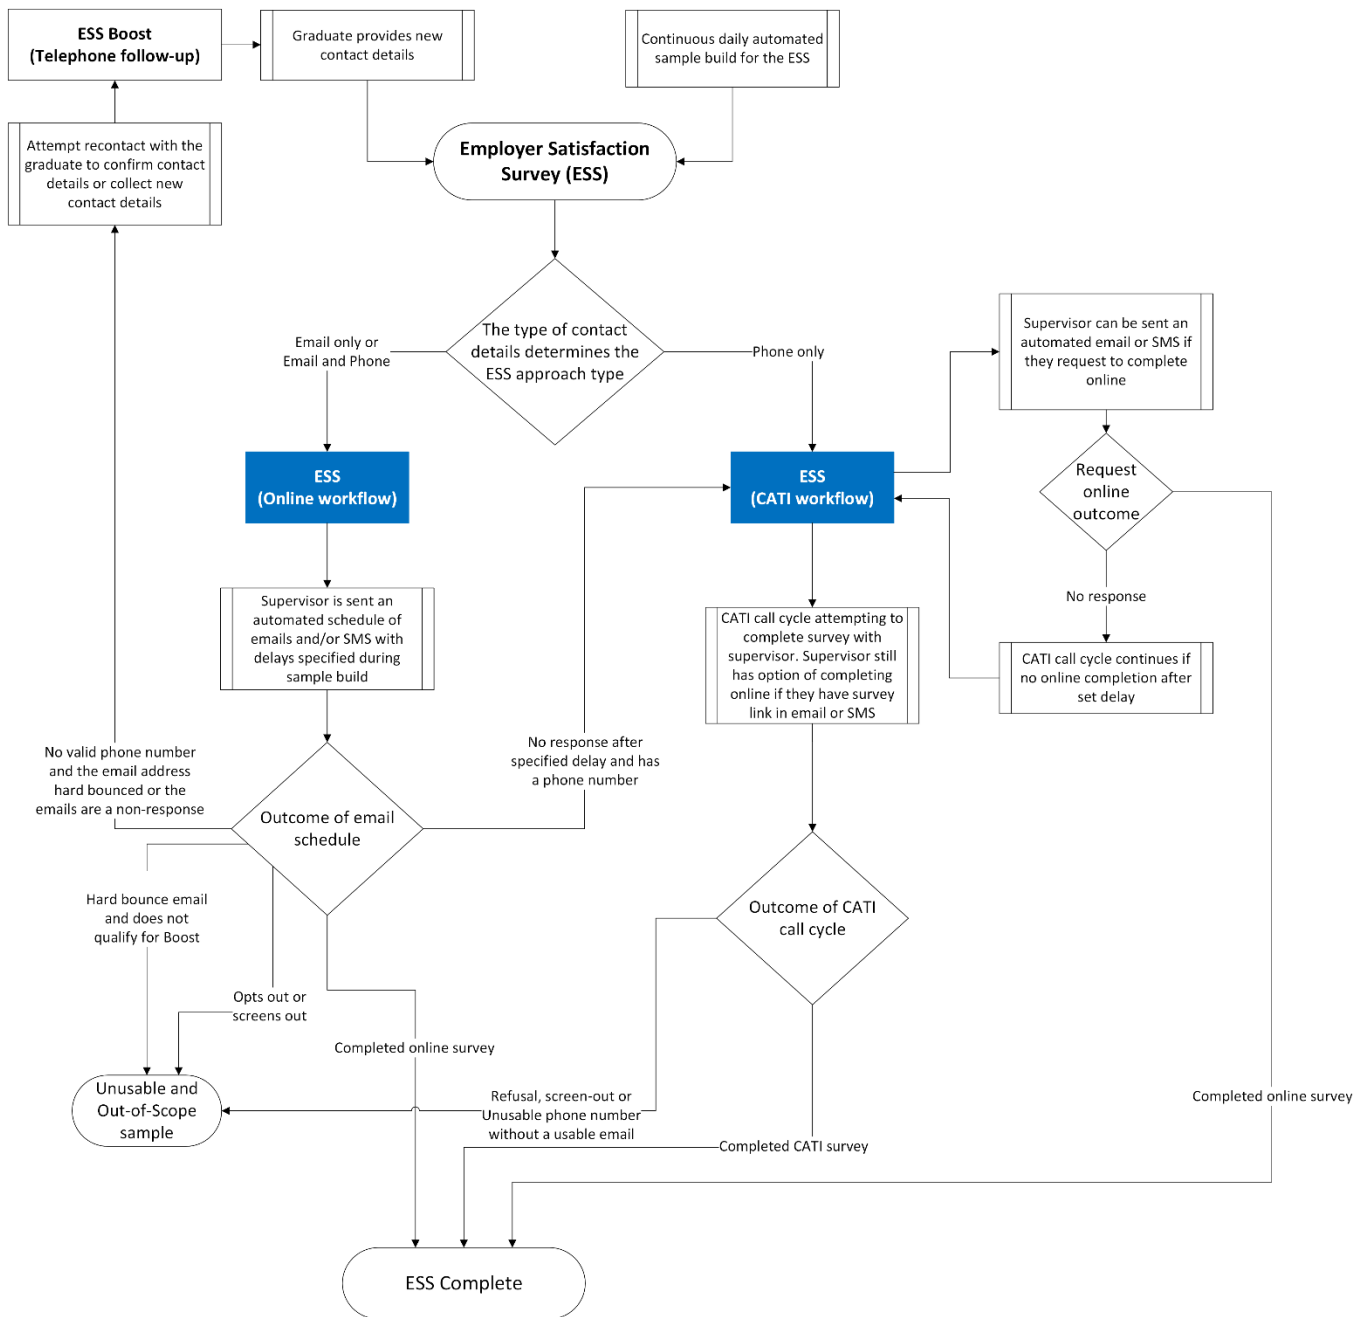 ESS Boost
(Telephone follow-up)
Graduate provides new
contact details
Continuous daily automated
sample build for the ESS
Attempt recontact with the
graduate to confirm contact
details or collect new
contact details
Employer Satisfaction
Survey (ESS)
The type of contact
details determines the
ESS approach type
Email only or
Email and Phone
Phone only
Supervisor can be sent an
automated email or SMS if
they request to complete
online
ESS
(Online workflow)
ESS
(CATI workflow)
Request
online
outcome
Supervisor is sent an
automated schedule of
emails and/or SMS with
delays specified during
sample build
CATI call cycle attempting to
complete survey with
supervisor. Supervisor still
has option of completing
online if they have survey
link in email or SMS
No response
CATI call cycle continues if
no online completion after
set delay
No valid phone number
and the email address
hard bounced or the
emails are a non-response
No response after
specified delay and has
a phone number
Outcome of email
schedule
Hard bounce email
and does not
qualify for Boost
Outcome of CATI
call cycle
Opts out or
screens out
Completed online survey
Unusable and
Out-of-Scope
sample
Refusal, screen-out or
Unusable phone number
without a usable email
Completed CATI survey
Completed online survey
ESS Complete